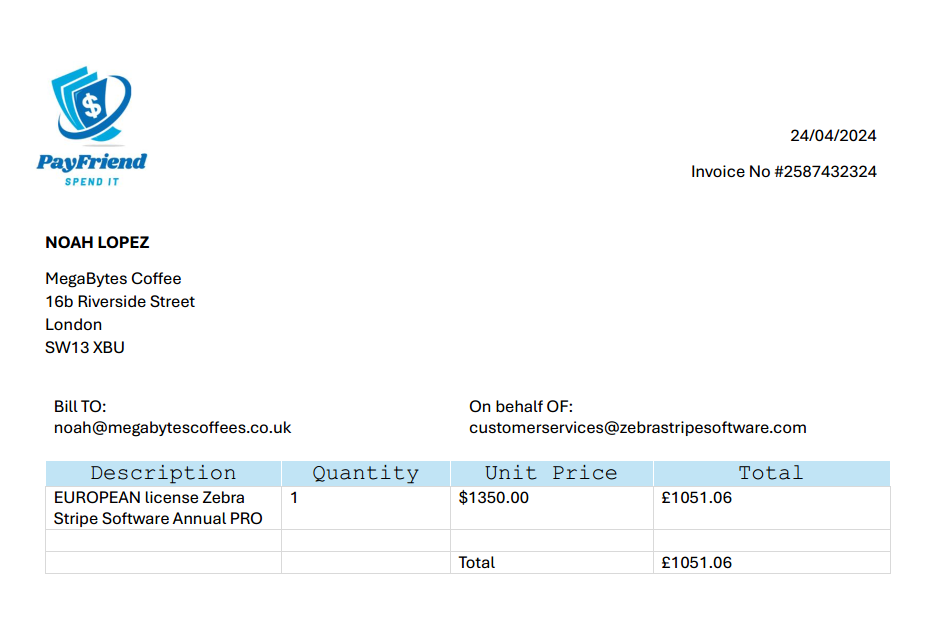 $
PayFriend
SPEND IT
24/04/2024
Invoice No #2587432324
NOAH LOPEZ
MegaBytes Coffee
16b Riverside Street
London
SW13 XBU
Bill TO:
noah@megabytescoffees.co.uk
On behalf OF:
customerservices@zebrastripesoftware.com
Description Quantity Unit Price Total
EUROPEAN license Zebra 1 $1350.00 £1051.06
Stripe Software Annual PRO
Total £1051.06